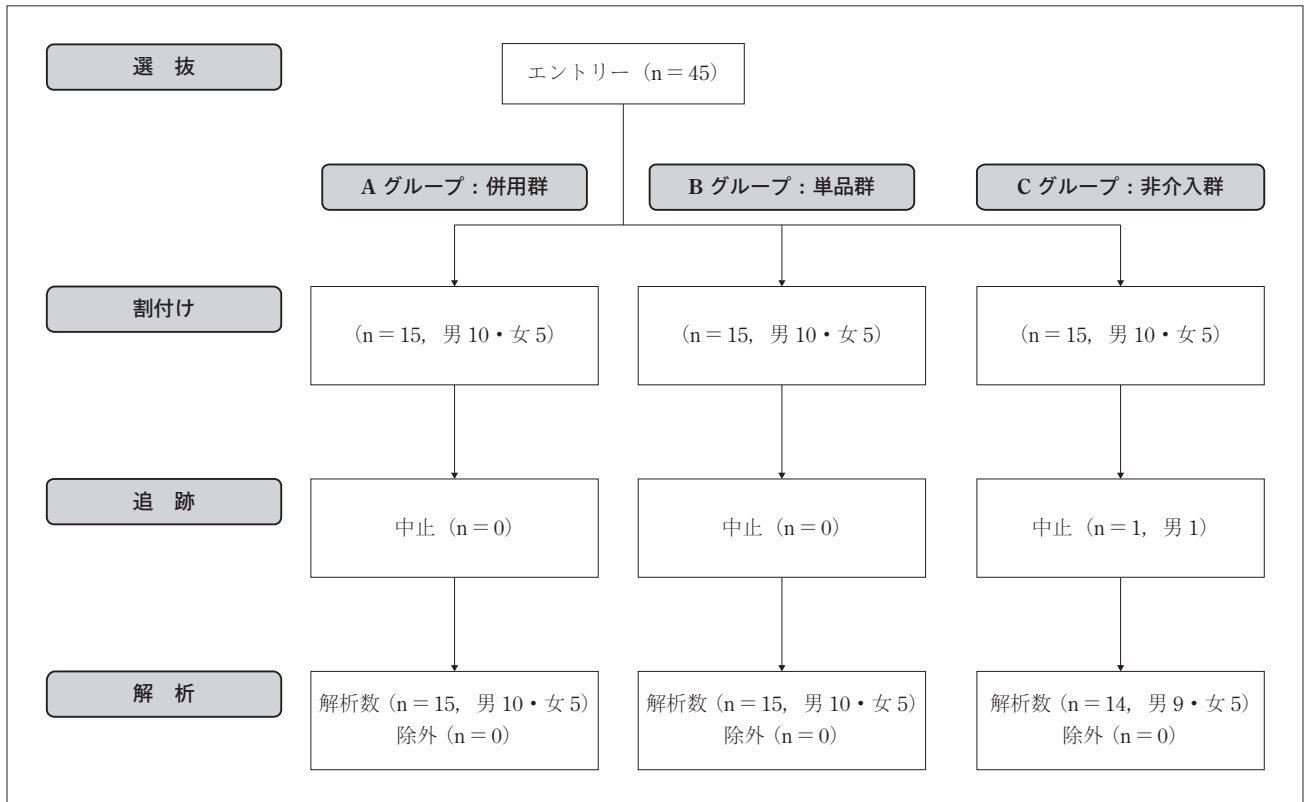 選 抜
エントリー (n = 45)
A グループ：併用群
B グループ：単品群
C グループ：非介入群
割付け
(n = 15, 男 10・女 5)
(n = 15, 男 10・女 5)
(n = 15, 男 10・女 5)
追 跡
中止 (n = 0)
中止 (n = 0)
中止 (n = 1, 男 1)
解 析
解析数 (n = 15, 男 10・女 5)
除外 (n = 0)
解析数 (n = 15, 男 10・女 5)
除外 (n = 0)
解析数 (n = 14, 男 9・女 5)
除外 (n = 0)